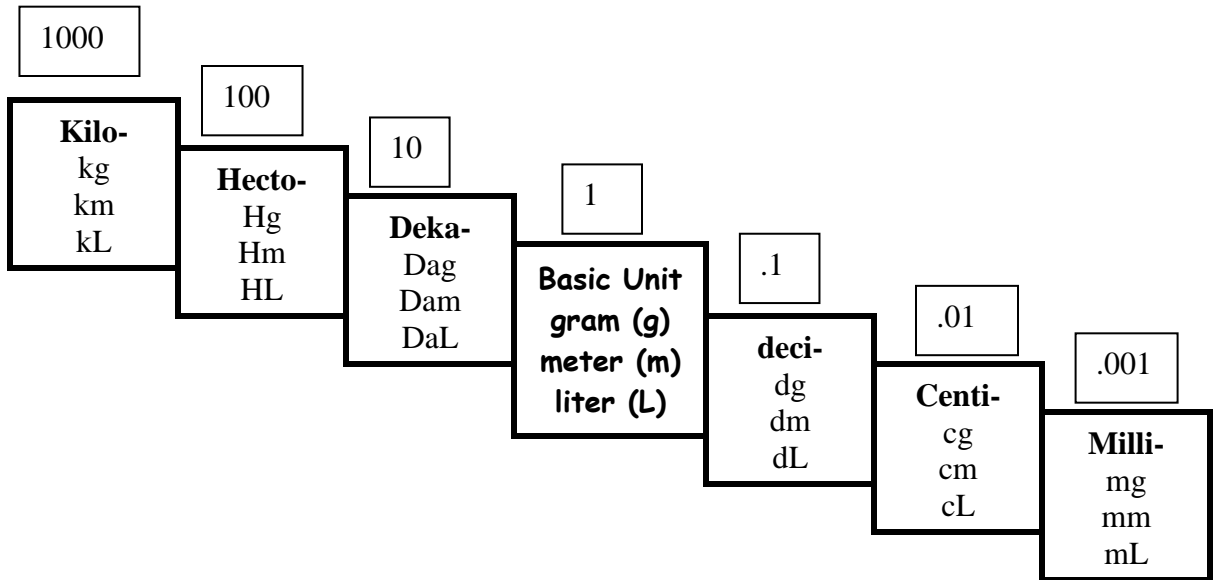 1000
Kilo-
kg
km
kL
100
Hecto-
Hg
Hm
HL
10
Deka-
Dag
Dam
DaL
1
Basic Unit
gram (g)
meter (m)
liter (L)
.1
deci-
dg
dm
dL
.01
Centi-
cg
cm
cL
.001
Milli-
mg
mm
mL